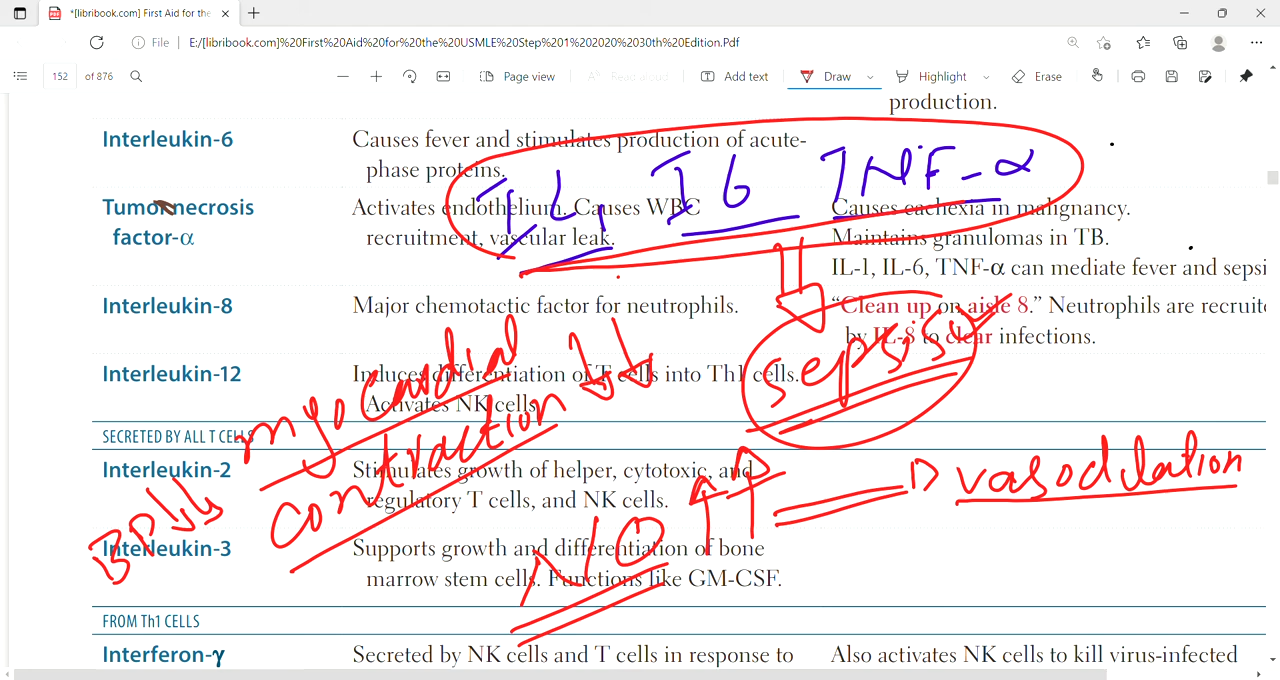 *[libribook.com] First Aid for the
File
E:/[libribook.com]%20First%20Aid%20for%20the%20USMLE%20Step%201%202020%2030th%20Edition.Pdf
152 of 876
Page view
Read aloud
Add text
Draw
Highlight
Erase
production.
Interleukin-6 Causes fever and stimulates production of acute-
phase proteins.
IL1 I6 TNF-α
Tumor necrosis Activates endothelium. Causes WBC Causes cachexia in malignancy.
factor-α recruitment, vascular leak. Maintains granulomas in TB.
IL-1, IL-6, TNF-α can mediate fever and sepsi
Interleukin-8 Major chemotactic factor for neutrophils. “Clean up on aisle 8.” Neutrophils are recruite
by IL-8 to clear infections.
sepsis
Interleukin-12 Induces differentiation of T cells into Th1 cells.
Activates NK cells
myocardial
contraction ↓↓
SECRETED BY ALL T CELLS
Interleukin-2 Stimulates growth of helper, cytotoxic, and
regulatory T cells, and NK cells.
vasodilation
BP↓↓
N/O ↑↑
Interleukin-3 Supports growth and differentiation of bone
marrow stem cells. Functions like GM-CSF.
FROM Th1 CELLS
Interferon-γ Secreted by NK cells and T cells in response to Also activates NK cells to kill virus-infected